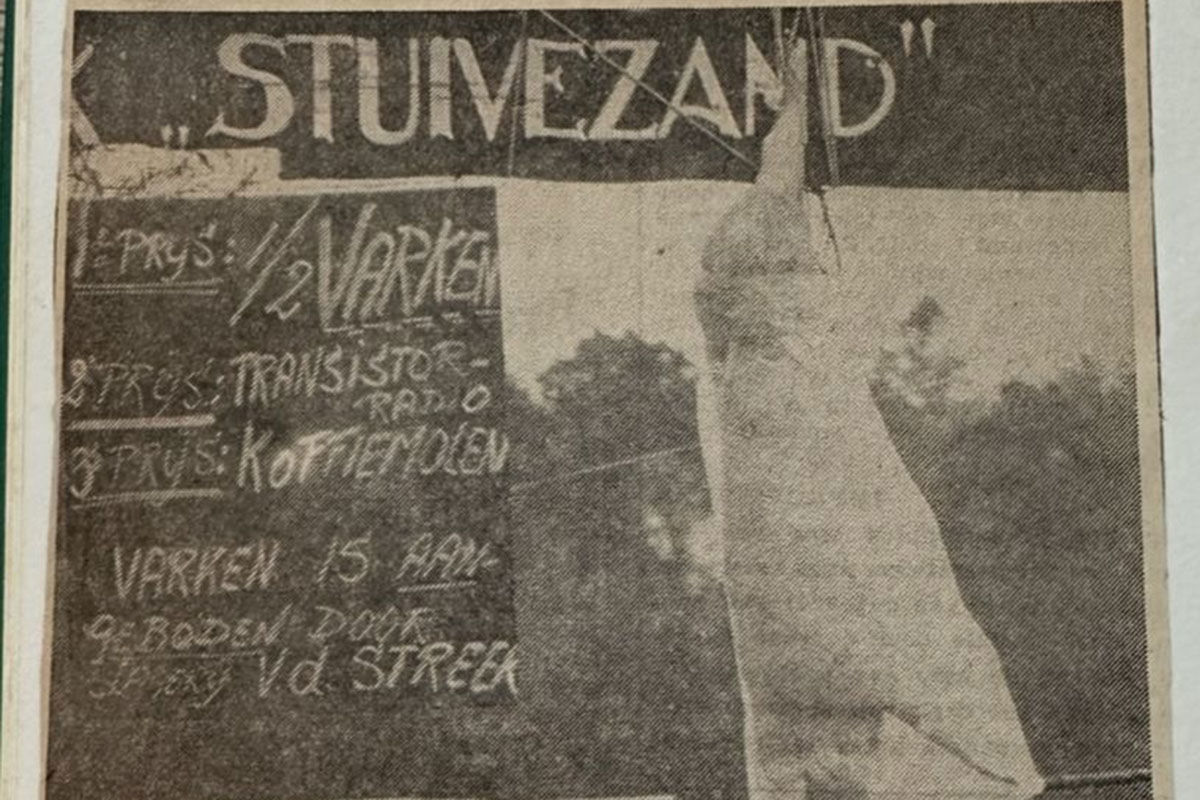 K „STUIVEZAND"
1e PRYS: 1/2 VARKEN
2e PRYS: TRANSISTOR-
RADIO
3e PRYS: KOFFIEMOLEN
VARKEN IS AAN-
GEBODEN DOOR
V.d. STREEK